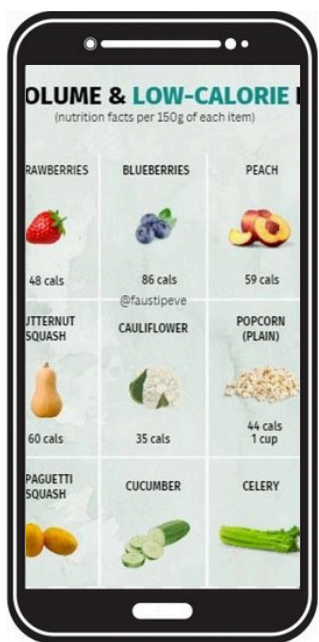 OLUME & LOW-CALORIE
(nutrition facts per 150g of each item)
RAWBERRIES
BLUEBERRIES
PEACH
48 cals
86 cals
59 cals
@faustipeve
UTTERNUT
SQUASH
CAULIFLOWER
POPCORN
(PLAIN)
60 cals
35 cals
44 cals
1 cup
PAGUETTI
SQUASH
CUCUMBER
CELERY